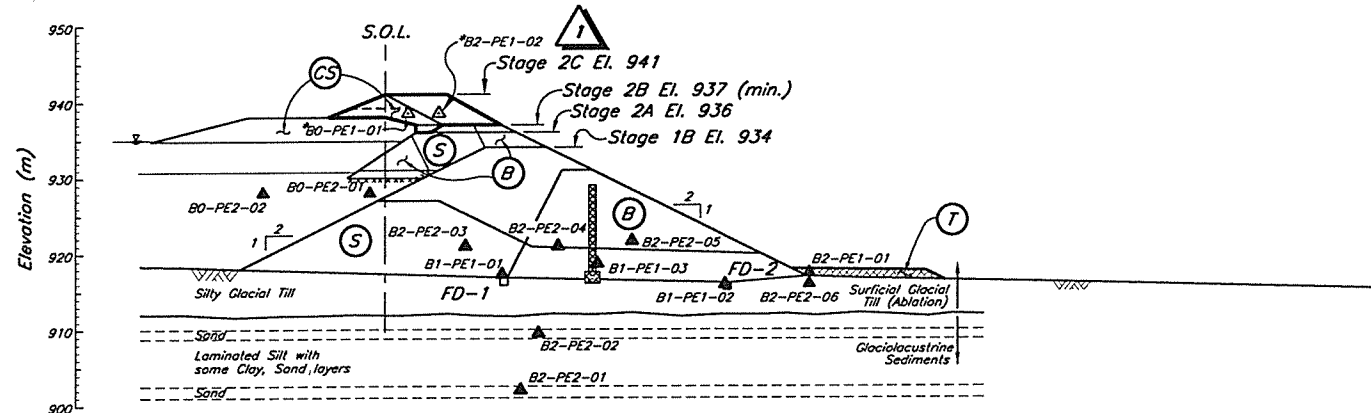 950
S.O.L.
*B2-PE1-02
1
Stage 2C El. 941
CS
940
Stage 2B El. 937 (min.)
Stage 2A El. 936
*B0-PE1-01
Stage 1B El. 934
S
B
Elevation (m)
930
B0-PE2-01
B0-PE2-02
2
1
B
T
2
1
S
B2-PE2-03
B2-PE2-04
B2-PE2-05
920
B1-PE1-01
B1-PE1-03
FD-2
B2-PE1-01
FD-1
B1-PE1-02
B2-PE2-06
Silty Glacial Till
Surficial Glacial
Till (Ablation)
910
Sand
B2-PE2-02
Laminated Silt with
some Clay, Sand, layers
Glaciolacustrine
Sediments
B2-PE2-01
Sand
900